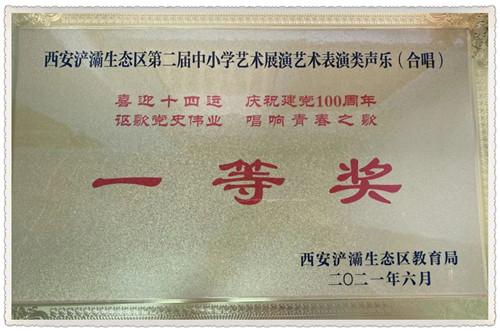 西安浐灞生态区第二届中小学艺术展演艺术表演类声乐（合唱）
喜迎十四运 庆祝建党100周年
讴歌党史伟业 唱响青春之歌
一等奖
西安浐灞生态区教育局
二〇二一年六月